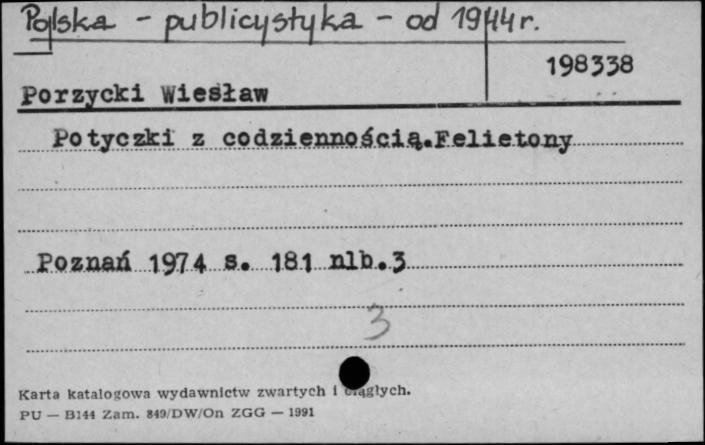 Polska - publicystyka - od 1944 r.
198338
Porzycki Wiesław
Potyczki z codziennością.Felietony
Poznań 1974 s. 181 nlb.3
3
Karta katalogowa wydawnictw zwartych i ciągłych.
PU — B144 Zam. 849/DW/On ZGG — 1991